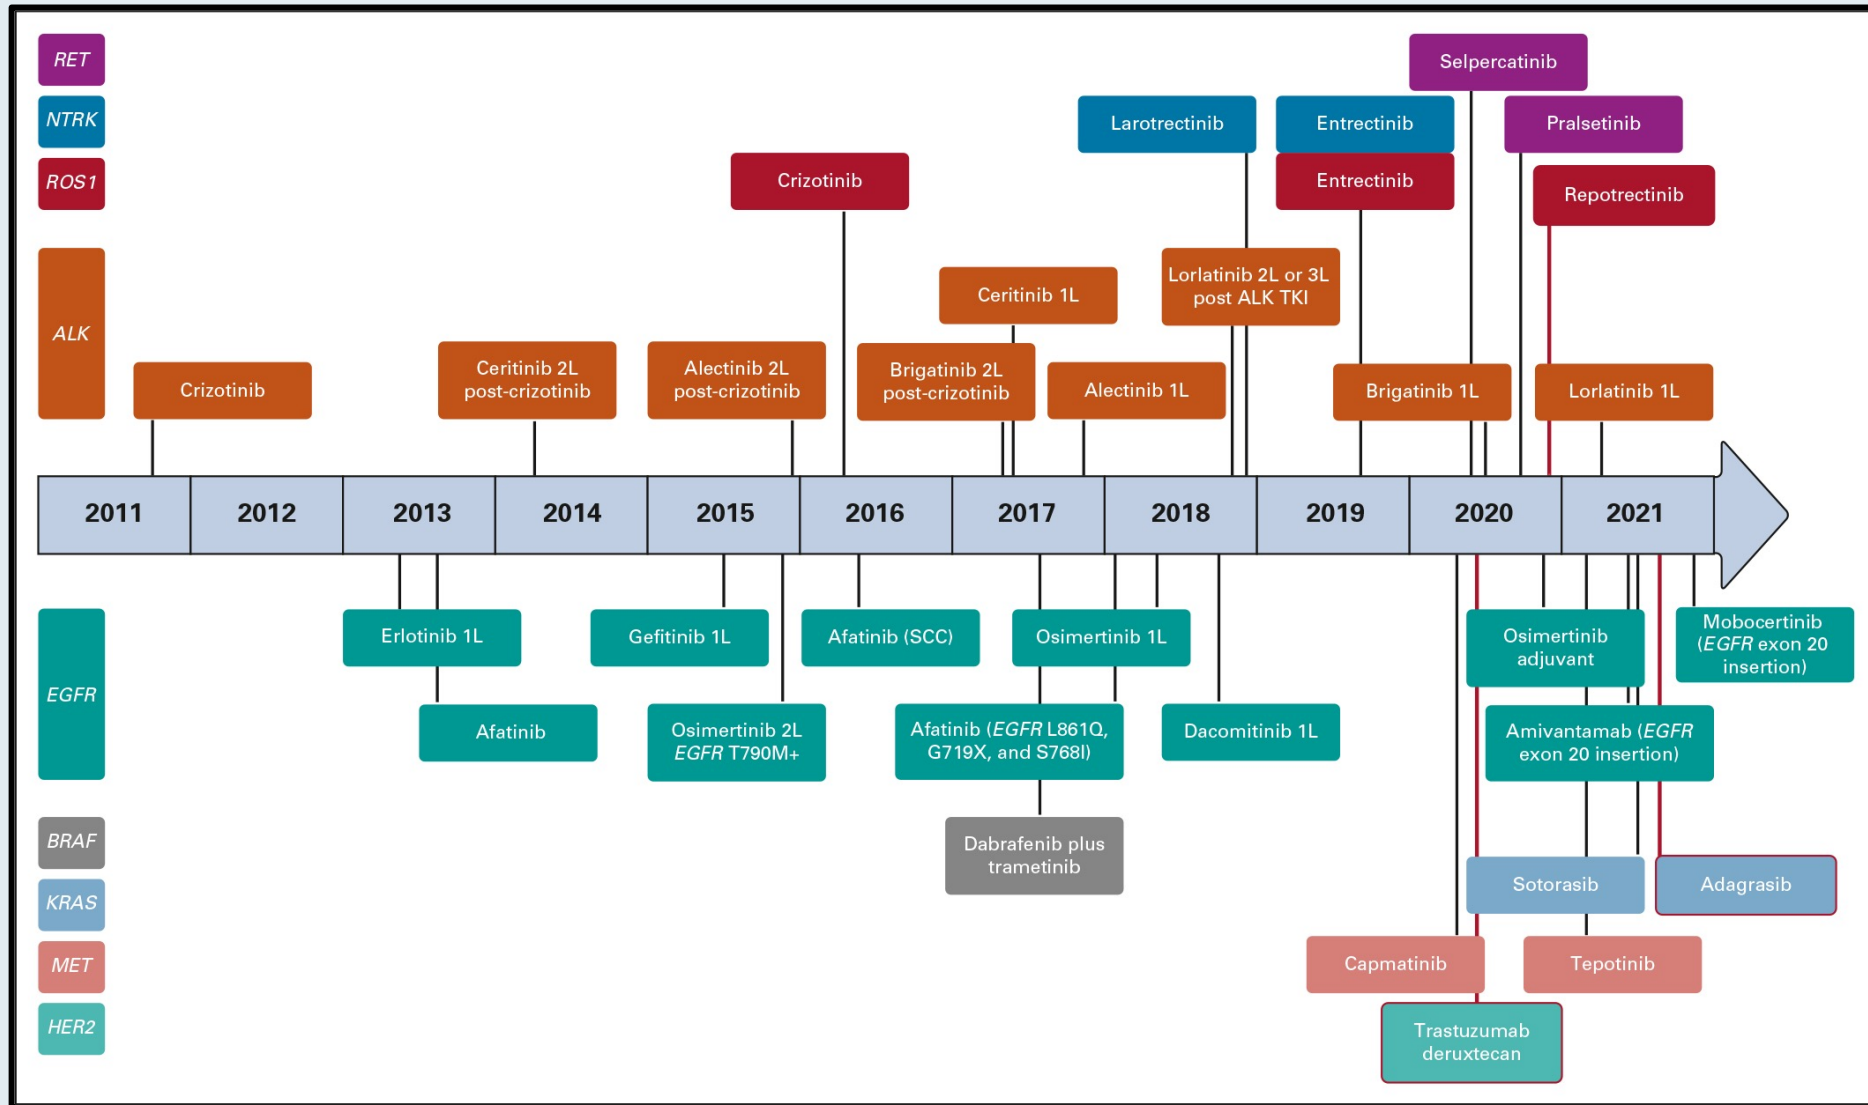 RET
Selpercatinib
NTRK
Larotrectinib
Entrectinib
Pralsetinib
ROS1
Crizotinib
Entrectinib
Repotrectinib
ALK
Crizotinib
Ceritinib 2L
post-crizotinib
Alectinib 2L
post-crizotinib
Brigatinib 2L
post-crizotinib
Ceritinib 1L
Alectinib 1L
Lorlatinib 2L or 3L
post ALK TKI
Brigatinib 1L
Lorlatinib 1L
2011
2012
2013
2014
2015
2016
2017
2018
2019
2020
2021
EGFR
Erlotinib 1L
Afatinib
Gefitinib 1L
Osimertinib 2L
EGFR T790M+
Afatinib (SCC)
Osimertinib 1L
Afatinib (EGFR L861Q,
G719X, and S768I)
Dacomitinib 1L
Osimertinib
adjuvant
Amivantamab (EGFR
exon 20 insertion)
Mobocertinib
(EGFR exon 20
insertion)
BRAF
Dabrafenib plus
trametinib
KRAS
Sotorasib
Adagrasib
MET
Capmatinib
Tepotinib
HER2
Trastuzumab
deruxtecan